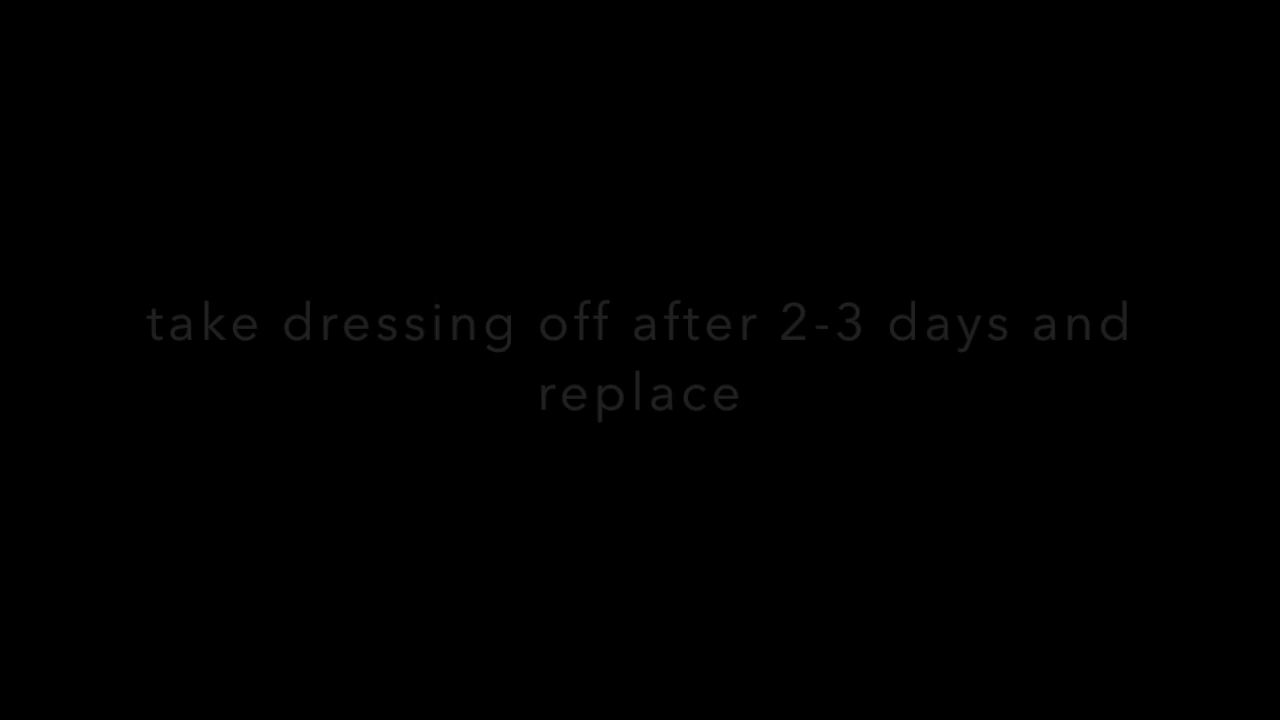 take dressing off after 2-3 days and
replace